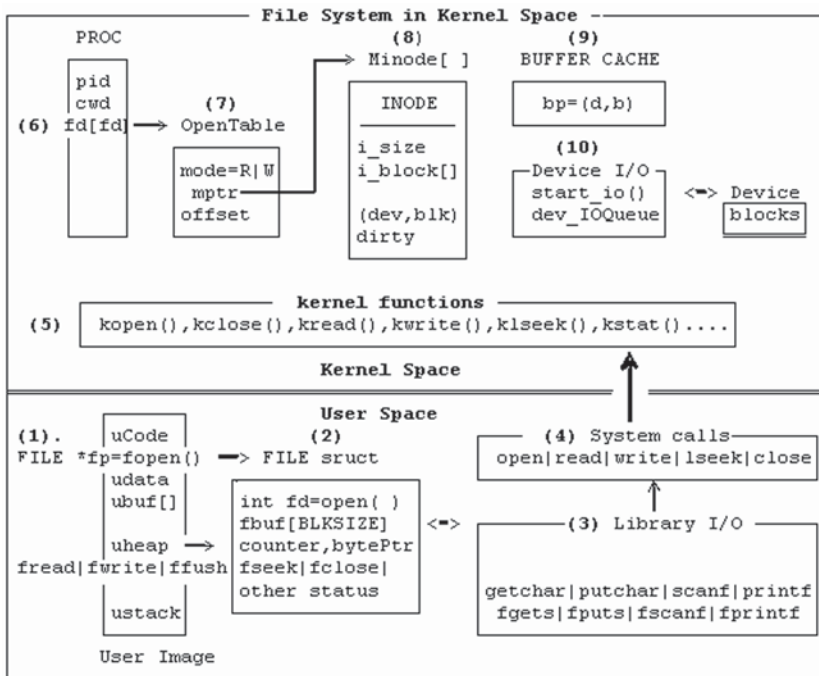 File System in Kernel Space
PROC
(8)
(9)
Minode[ ]
BUFFER CACHE
pid
cwd
(6) fd[fd]
(7)
OpenTable
INODE
bp=(d,b)
i_size
i_block[]
(10)
mode=R|W
mptr
offset
Device I/O
start_io()
dev_IOQueue
<=> Device
blocks
(dev,blk)
dirty
kernel functions
(5) kopen(),kclose(),kread(),kwrite(),klseek(),kstat()....
Kernel Space
User Space
(1).
uCode
(2)
(4) System calls
FILE *fp=fopen()
FILE sruct
open|read|write|lseek|close
udata
ubuf[]
int fd=open( )
fbuf[BLKSIZE]
<=>
(3) Library I/O
uheap
counter,bytePtr
fread|fwrite|ffush
fseek|fclose|
other status
getchar|putchar|scanf|printf
fgets|fputs|fscanf|fprintf
ustack
User Image